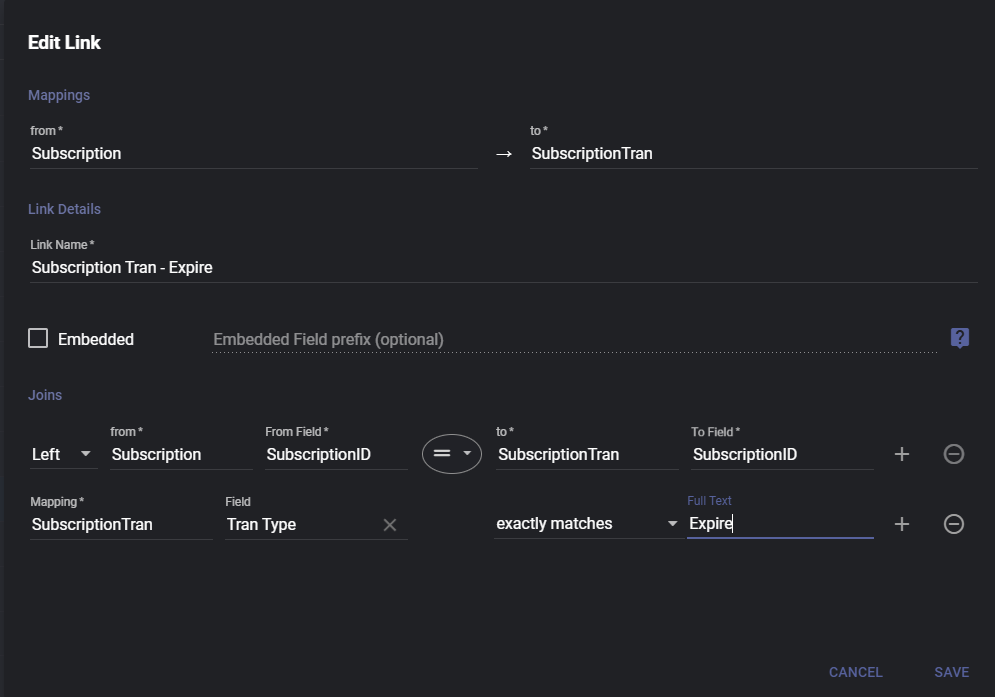 Edit Link
Mappings
from *
to *
Subscription
→
SubscriptionTran
Link Details
Link Name *
Subscription Tran - Expire
Embedded
Embedded Field prefix (optional)
?
Joins
from *
From Field *
to *
To Field *
Left
Subscription
SubscriptionID
=
SubscriptionTran
SubscriptionID
Mapping *
Field
Full Text
SubscriptionTran
Tran Type
exactly matches
Expire
CANCEL
SAVE